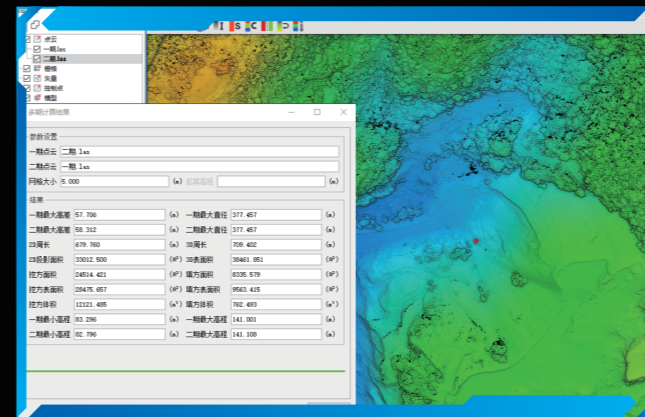 I S C
点云
一期.las
二期.las
栅格
矢量
控制点
模型
多期计算结果
参数设置
一期点云 二期.las
二期点云 一期.las
网格大小 5.000 (m) 起算高程 (m)
结果
一期最大高差 57.706 (m) 一期最大直径 377.457 (m)
二期最大高差 58.312 (m) 二期最大直径 377.457 (m)
2D周长 679.760 (m) 3D周长 709.402 (m)
2D投影面积 33012.500 (m²) 3D表面积 38461.951 (m²)
挖方面积 24514.421 (m²) 填方面积 8335.579 (m²)
挖方表面积 28475.657 (m²) 填方表面积 9563.415 (m²)
挖方体积 12121.485 (m³) 填方体积 762.493 (m³)
一期最小高程 83.296 (m) 一期最大高程 141.001 (m)
二期最小高程 82.796 (m) 二期最大高程 141.108 (m)